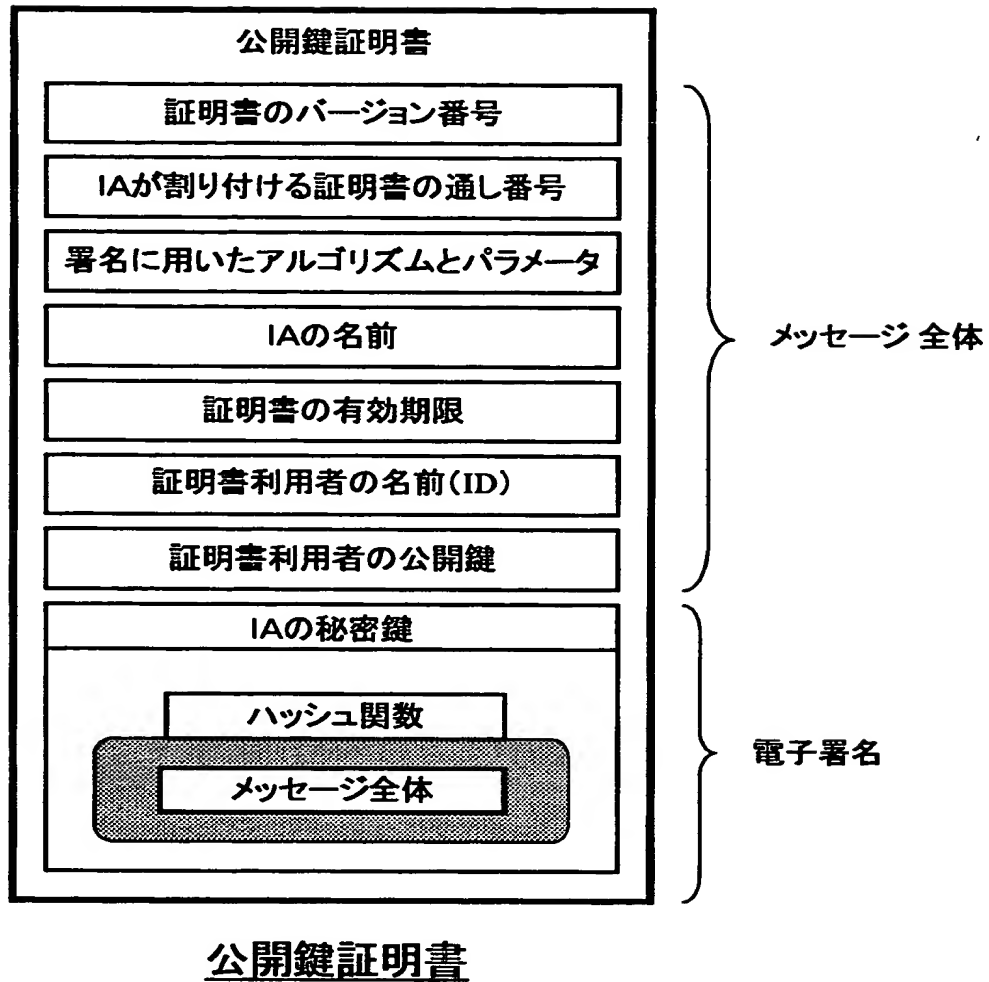 公開鍵証明書
証明書のバージョン番号
IAが割り付ける証明書の通し番号
署名に用いたアルゴリズムとパラメータ
IAの名前
証明書の有効期限
証明書利用者の名前(ID)
証明書利用者の公開鍵
メッセージ 全体
IAの秘密鍵
ハッシュ関数
メッセージ全体
電子署名
公開鍵証明書